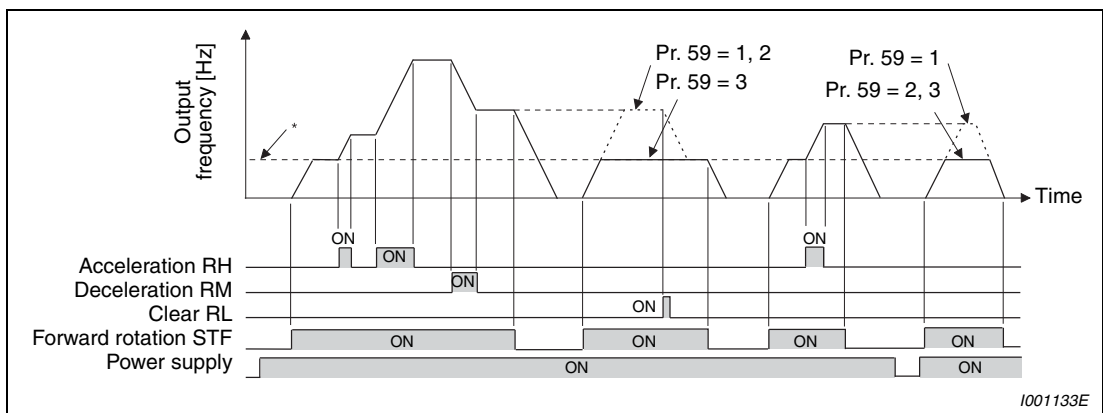 Output
frequency [Hz]
*
Pr. 59 = 1, 2
Pr. 59 = 3
Pr. 59 = 1
Pr. 59 = 2, 3
Time
Acceleration RH
ON
ON
ON
Deceleration RM
ON
Clear RL
ON
Forward rotation STF
ON
ON
ON
ON
Power supply
ON
ON
I001133E